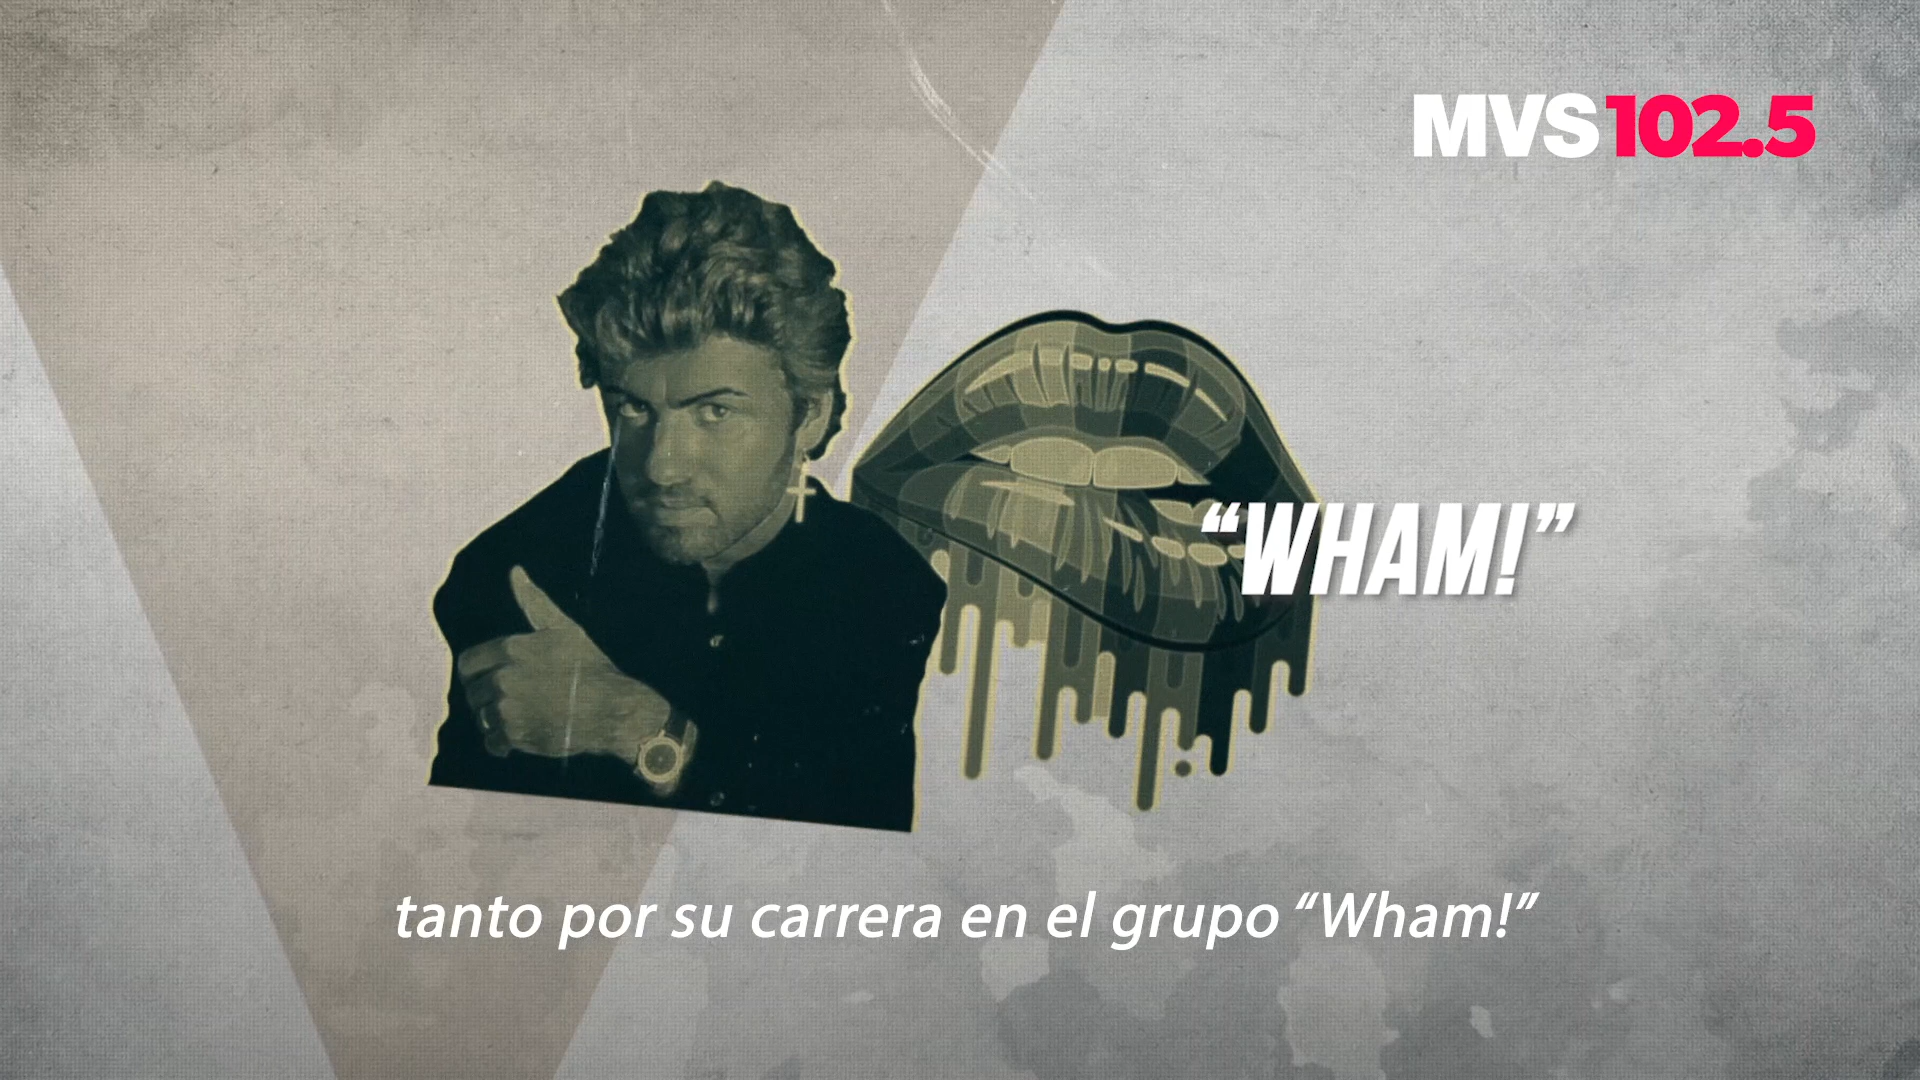 MVS 102.5
“WHAM!”
tanto por su carrera en el grupo “Wham!”